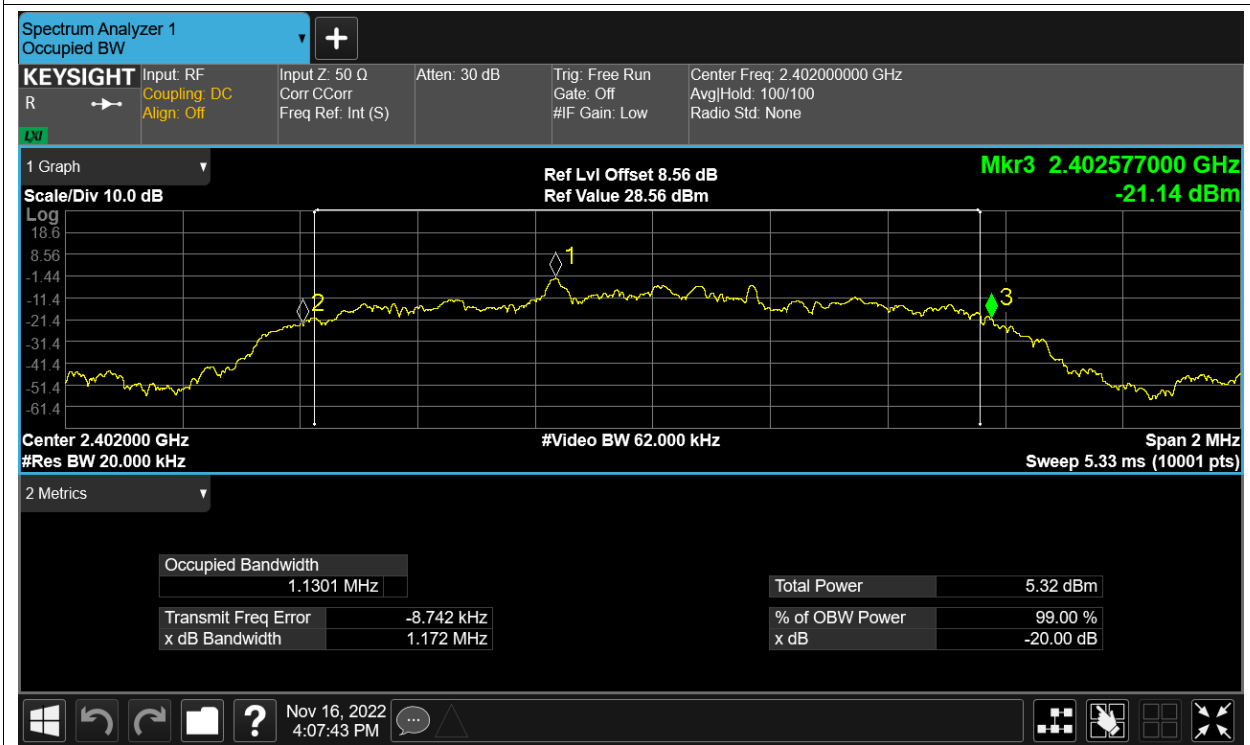 Spectrum Analyzer 1
Occupied BW
KEYSIGHT
R
LXI
Input: RF
Coupling: DC
Align: Off
Input Z: 50 Ω
Corr CCorr
Freq Ref: Int (S)
Atten: 30 dB
Trig: Free Run
Gate: Off
#IF Gain: Low
Center Freq: 2.402000000 GHz
Avg|Hold: 100/100
Radio Std: None
1 Graph
Scale/Div 10.0 dB
Ref Lvl Offset 8.56 dB
Ref Value 28.56 dBm
Mkr3 2.402577000 GHz
-21.14 dBm
Log
18.6
8.56
-1.44
-11.4
-21.4
-31.4
-41.4
-51.4
-61.4
1
2
3
Center 2.402000 GHz
#Res BW 20.000 kHz
#Video BW 62.000 kHz
Span 2 MHz
Sweep 5.33 ms (10001 pts)
2 Metrics
Occupied Bandwidth
1.1301 MHz
Total Power 5.32 dBm
Transmit Freq Error -8.742 kHz
% of OBW Power 99.00 %
x dB Bandwidth 1.172 MHz
x dB -20.00 dB
?
Nov 16, 2022
4:07:43 PM